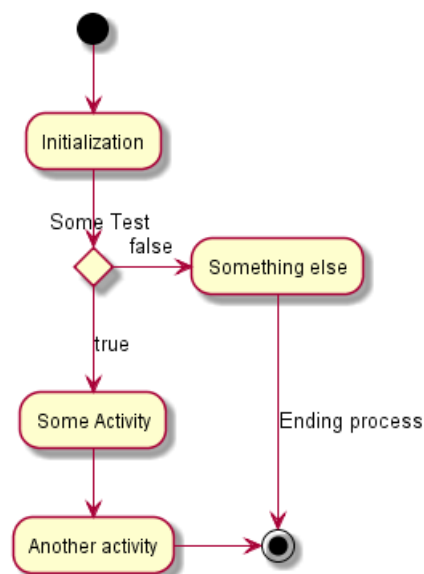 Initialization
Some Test
false
Something else
true
Some Activity
Ending process
Another activity